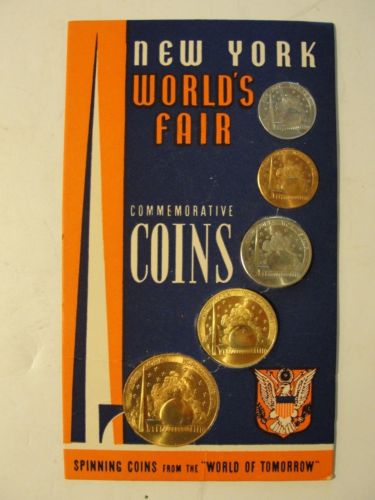 NEW YORK
WORLD'S
FAIR
COMMEMORATIVE
COINS
SPINNING COINS FROM THE "WORLD OF TOMORROW"